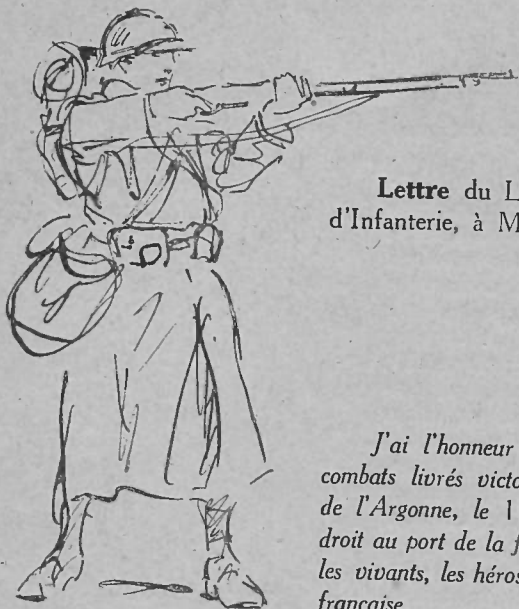 Lettre du L
d'Infanterie, à M
J'ai l'honneur
combats livrés victo
de l'Argonne, le 1
droit au port de la f
les vivants, les héros
française